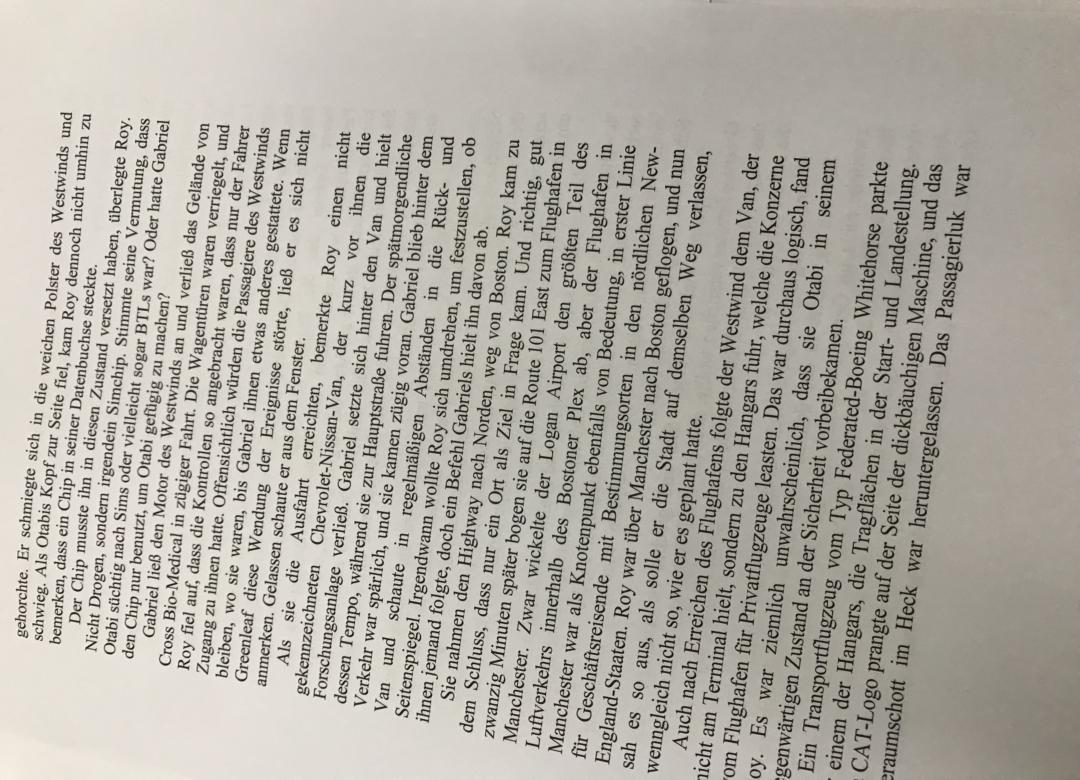 gehorchte. Er schmiegte sich in die weichen Polster des Westwinds und
schwieg. Als Otabis Kopf zur Seite fiel, kam Roy dennoch nicht umhin zu
bemerken, dass ein Chip in seiner Datenbuchse steckte.
Der Chip musste ihn in diesen Zustand versetzt haben, überlegte Roy.
Nicht Drogen, sondern irgendein Simchip. Stimmte seine Vermutung, dass
Otabi süchtig nach Sims oder vielleicht sogar BTLs war? Oder hatte Gabriel
den Chip nur benutzt, um Otabi gefügig zu machen?
Gabriel ließ den Motor des Westwinds an und verließ das Gelände von
Cross Bio-Medical in zügiger Fahrt. Die Wagentüren waren verriegelt, und
Roy fiel auf, dass die Kontrollen so angebracht waren, dass nur der Fahrer
Zugang zu ihnen hatte. Offensichtlich würden die Passagiere des Westwinds
bleiben, wo sie waren, bis Gabriel ihnen etwas anderes gestattete. Wenn
Greenleaf diese Wendung der Ereignisse störte, ließ er es sich nicht
anmerken. Gelassen schaute er aus dem Fenster.
Als sie die Ausfahrt erreichten, bemerkte Roy einen nicht
gekennzeichneten Chevrolet-Nissan-Van, der kurz vor ihnen die
Forschungsanlage verließ. Gabriel setzte sich hinter den Van und hielt
dessen Tempo, während sie zur Hauptstraße fuhren. Der spätmorgendliche
Verkehr war spärlich, und sie kamen zügig voran. Gabriel blieb hinter dem
Van und schaute in regelmäßigen Abständen in die Rück- und
Seitenspiegel. Irgendwann wollte Roy sich umdrehen, um festzustellen, ob
ihnen jemand folgte, doch ein Befehl Gabriels hielt ihn davon ab.
Sie nahmen den Highway nach Norden, weg von Boston. Roy kam zu
dem Schluss, dass nur ein Ort als Ziel in Frage kam. Und richtig, gut
zwanzig Minuten später bogen sie auf die Route 101 East zum Flughafen in
Manchester. Zwar wickelte der Logan Airport den größten Teil des
Luftverkehrs innerhalb des Bostoner Plex ab, aber der Flughafen in
Manchester war als Knotenpunkt ebenfalls von Bedeutung, in erster Linie
für Geschäftsreisende mit Bestimmungsorten in den nördlichen New-
England-Staaten. Roy war über Manchester nach Boston geflogen, und nun
sah es so aus, als solle er die Stadt auf demselben Weg verlassen,
wenngleich nicht so, wie er es geplant hatte.
Auch nach Erreichen des Flughafens folgte der Westwind dem Van, der
nicht am Terminal hielt, sondern zu den Hangars fuhr, welche die Konzerne
vom Flughafen für Privatflugzeuge leasten. Das war durchaus logisch, fand
oy. Es war ziemlich unwahrscheinlich, dass sie Otabi in seinem
genwärtigen Zustand an der Sicherheit vorbeibekamen.
Ein Transportflugzeug vom Typ Federated-Boeing Whitehorse parkte
einem der Hangars, die Tragflächen in der Start- und Landestellung.
CAT-Logo prangte auf der Seite der dickbäuchigen Maschine, und das
eraumschott im Heck war heruntergelassen. Das Passagierluk war